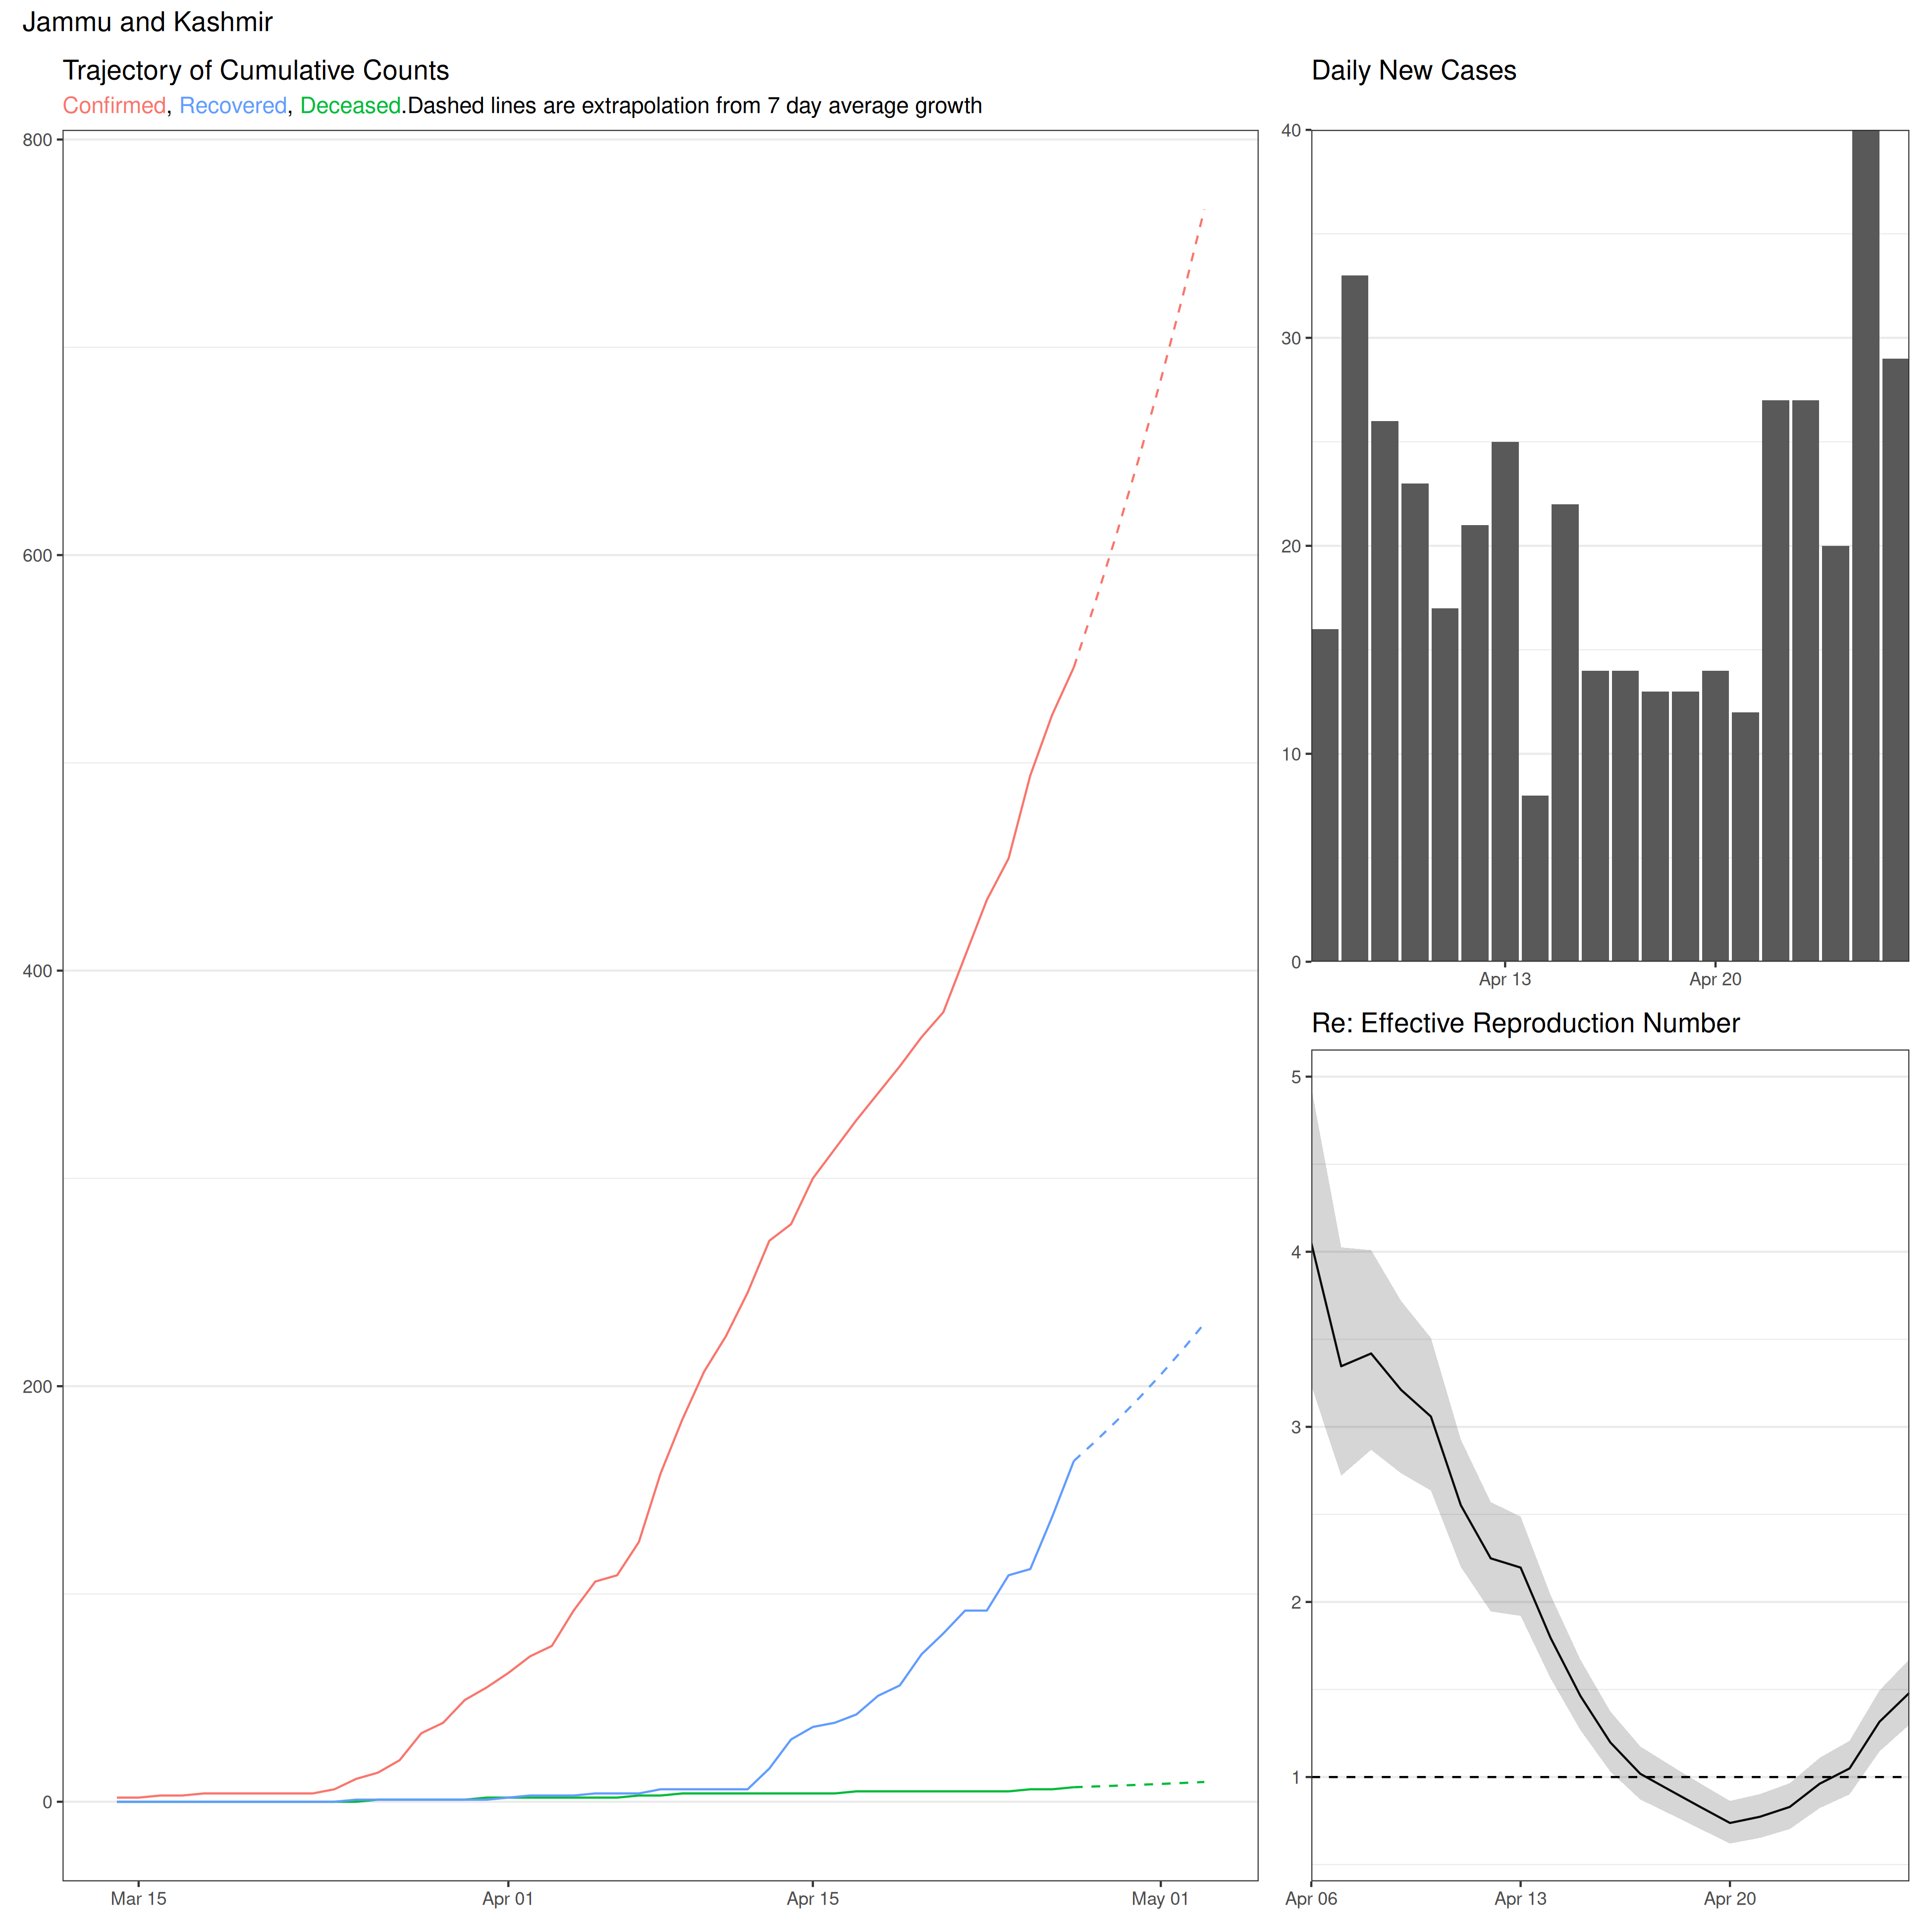 Jammu and Kashmir
Trajectory of Cumulative Counts
Confirmed, Recovered, Deceased.Dashed lines are extrapolation from 7 day average growth
800
600
400
200
0
Mar 15
Apr 01
Apr 15
May 01
Daily New Cases
40
30
20
10
0
Apr 13
Apr 20
Re: Effective Reproduction Number
5
4
3
2
1
Apr 06
Apr 13
Apr 20